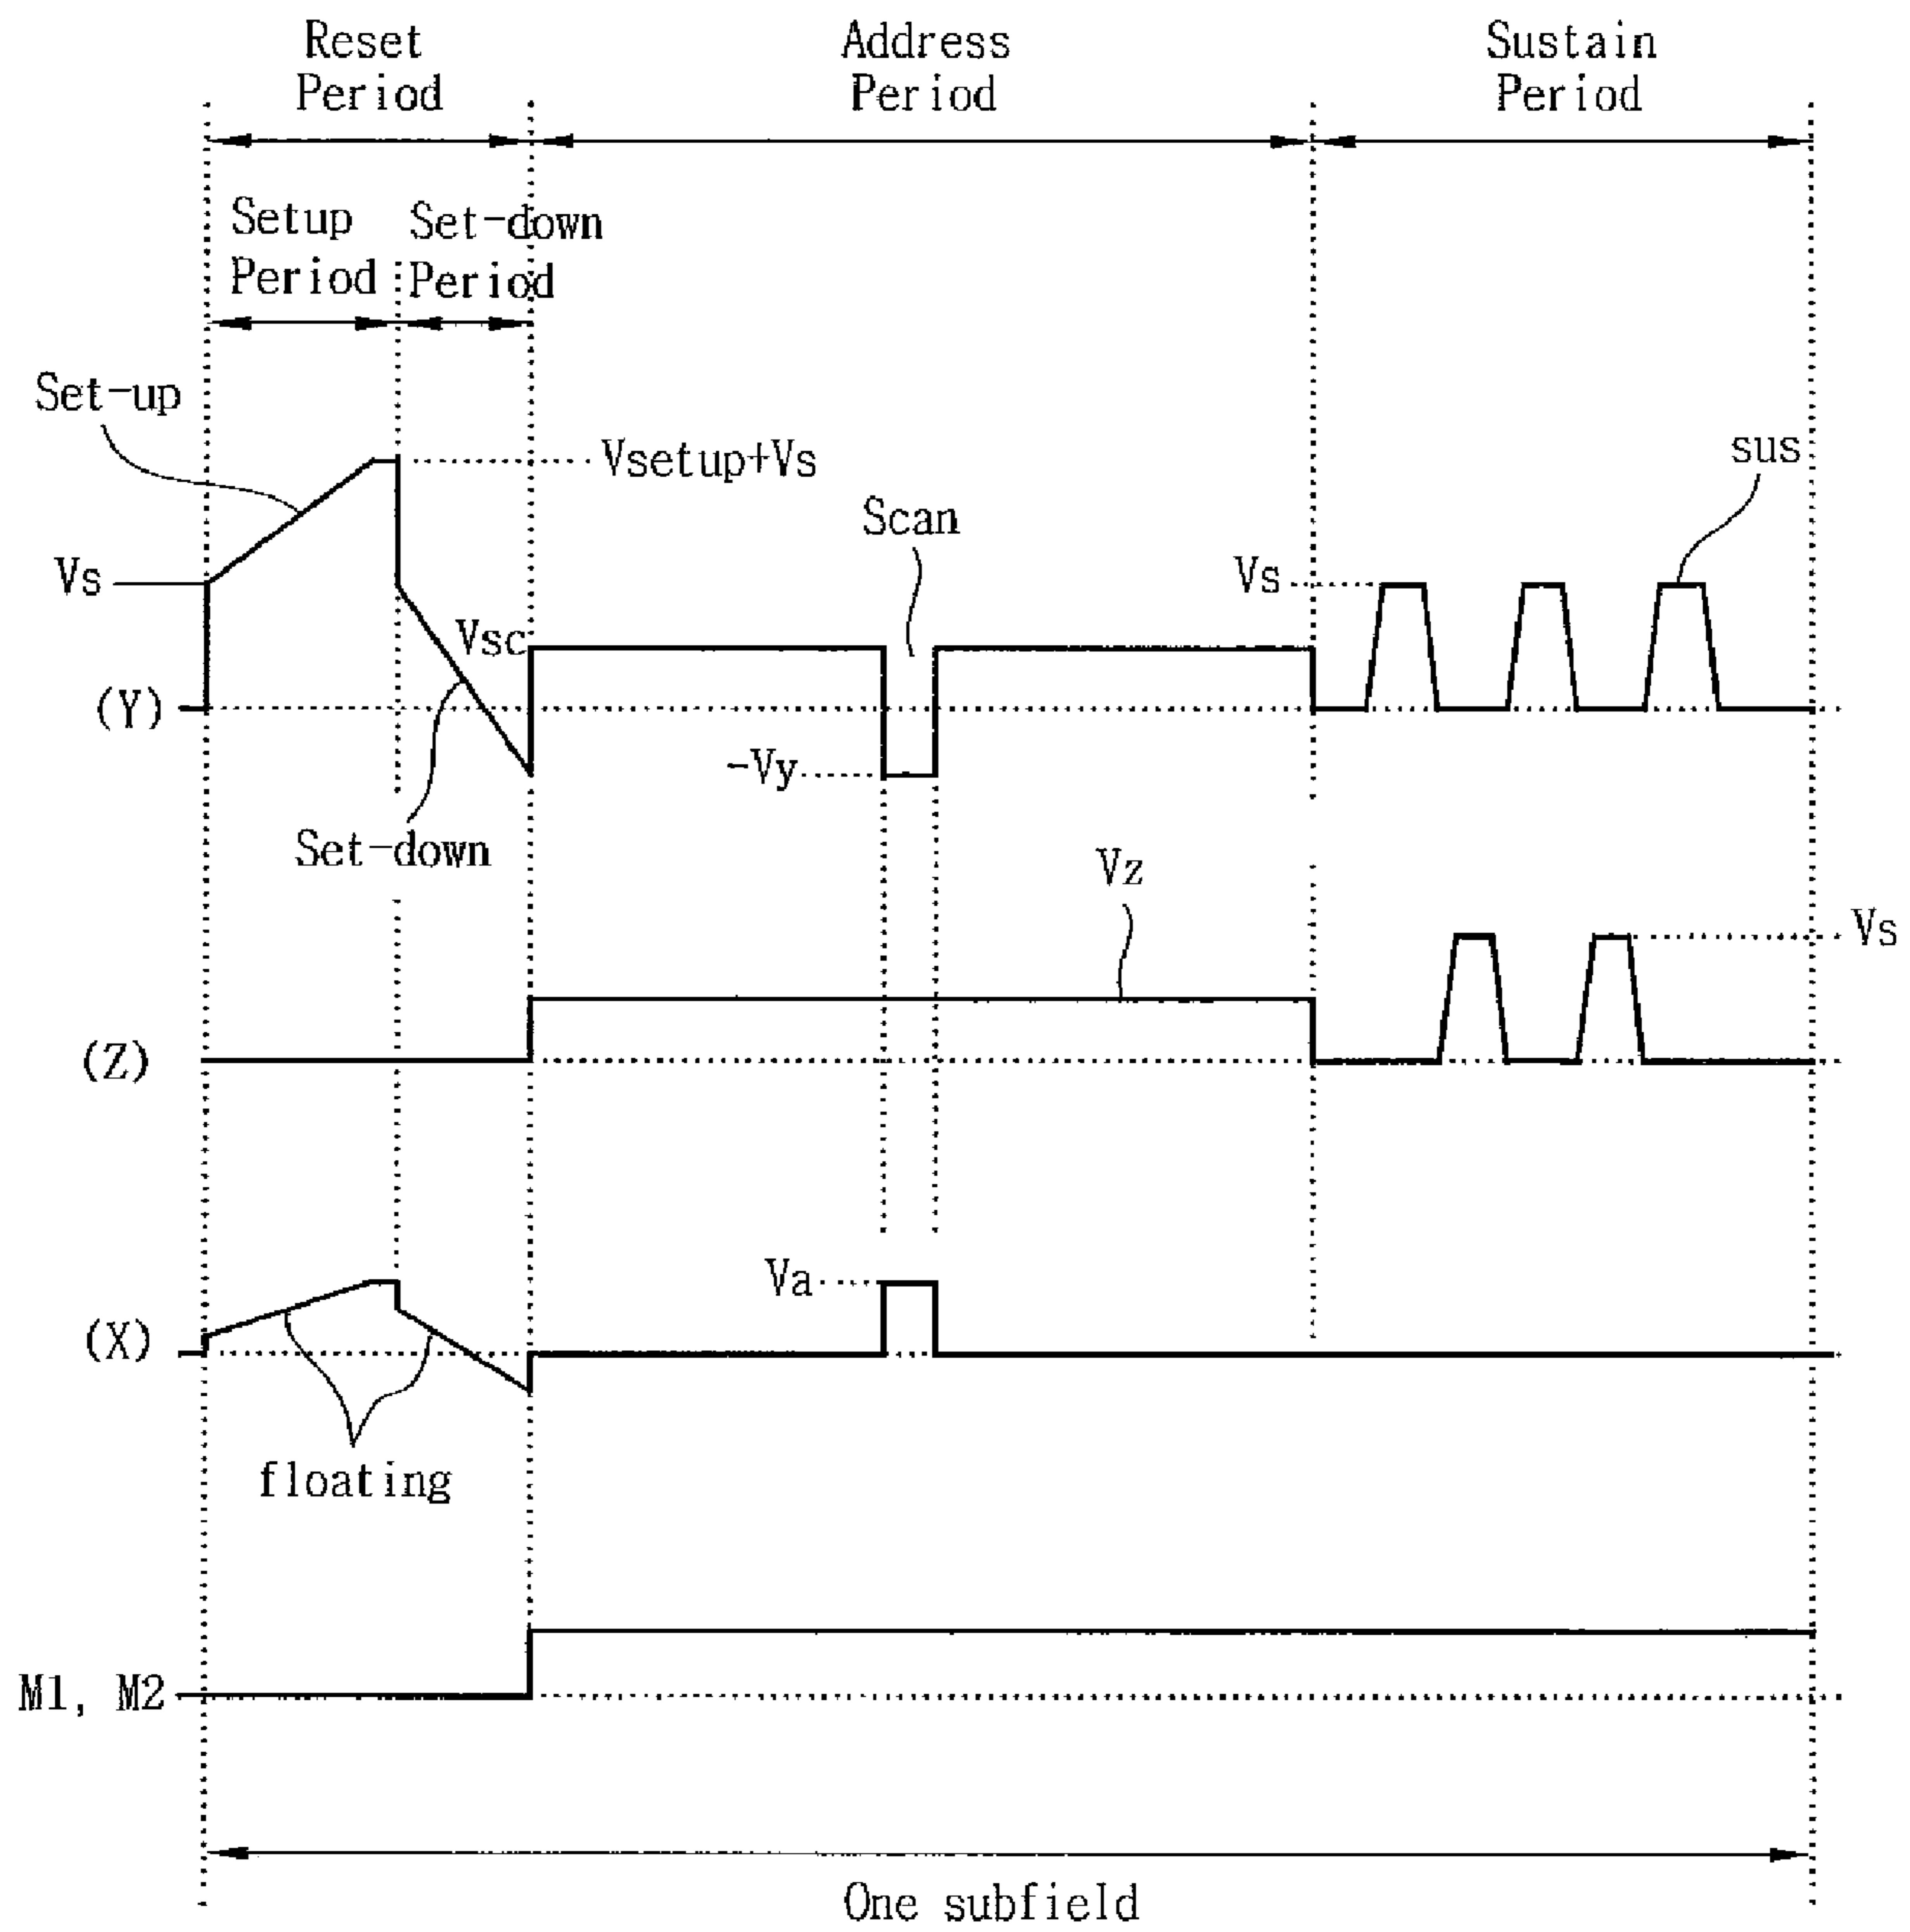 Reset
Period
Address
Period
Sustain
Period
Setup
Period
Set-down
Period
Set-up
Vsetup+Vs
sus
Scan
Vs
Vs
Vsc
(Y)
-Vy
Set-down
Vz
Vs
(Z)
Va
(X)
floating
M1, M2
One subfield